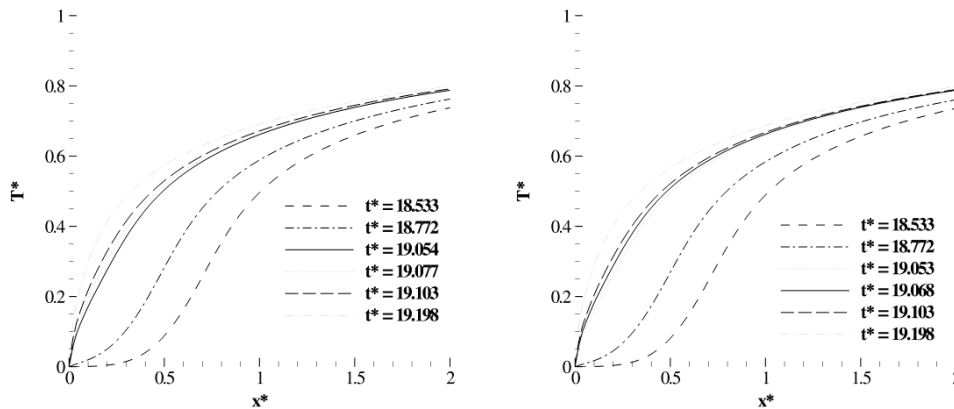 1
0.8
0.6
0.4
0.2
0
T*
t* = 18.533
t* = 18.772
t* = 19.054
t* = 19.077
t* = 19.103
t* = 19.198
0 0.5 1 1.5 2
x*
1
0.8
0.6
0.4
0.2
0
T*
t* = 18.533
t* = 18.772
t* = 19.053
t* = 19.068
t* = 19.103
t* = 19.198
0 0.5 1 1.5 2
x*